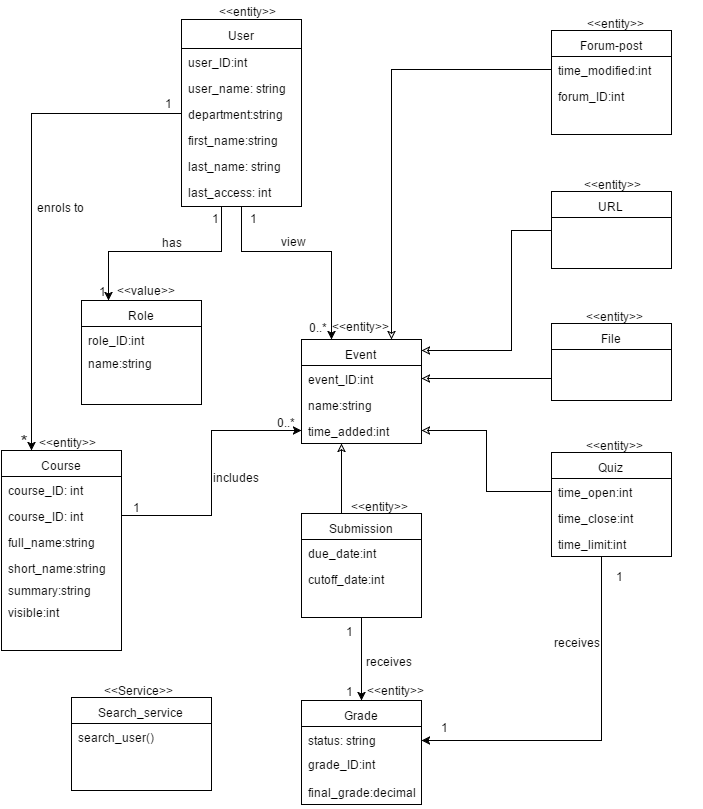 <<entity>>
User
user_ID:int
user_name: string
department:string
first_name:string
last_name: string
last_access: int
<<entity>>
Forum-post
time_modified:int
forum_ID:int
1
enrols to
1
1
has
view
<<entity>>
URL
1
<<value>>
Role
role_ID:int
name:string
0..*
<<entity>>
Event
event_ID:int
name:string
time_added:int
<<entity>>
File
*
<<entity>>
Course
course_ID: int
course_ID: int
full_name:string
short_name:string
summary:string
visible:int
0..*
includes
1
<<entity>>
Quiz
time_open:int
time_close:int
time_limit:int
<<entity>>
Submission
due_date:int
cutoff_date:int
1
receives
1
receives
1
<<entity>>
Grade
status: string
grade_ID:int
final_grade:decimal
1
<<Service>>
Search_service
search_user()